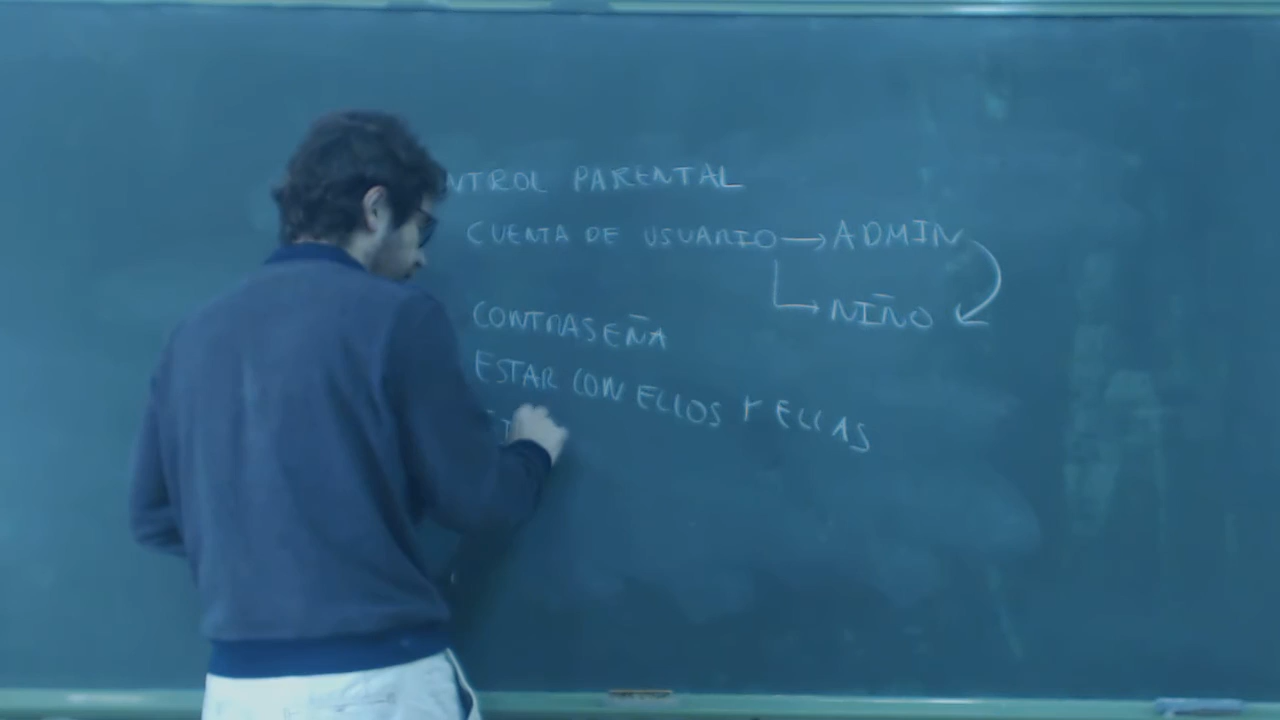 NTROL PARENTAL
CUENTA DE USUARIO → ADMIN
NIÑO
CONTRASEÑA
ESTAR CON ELLOS Y ELLAS